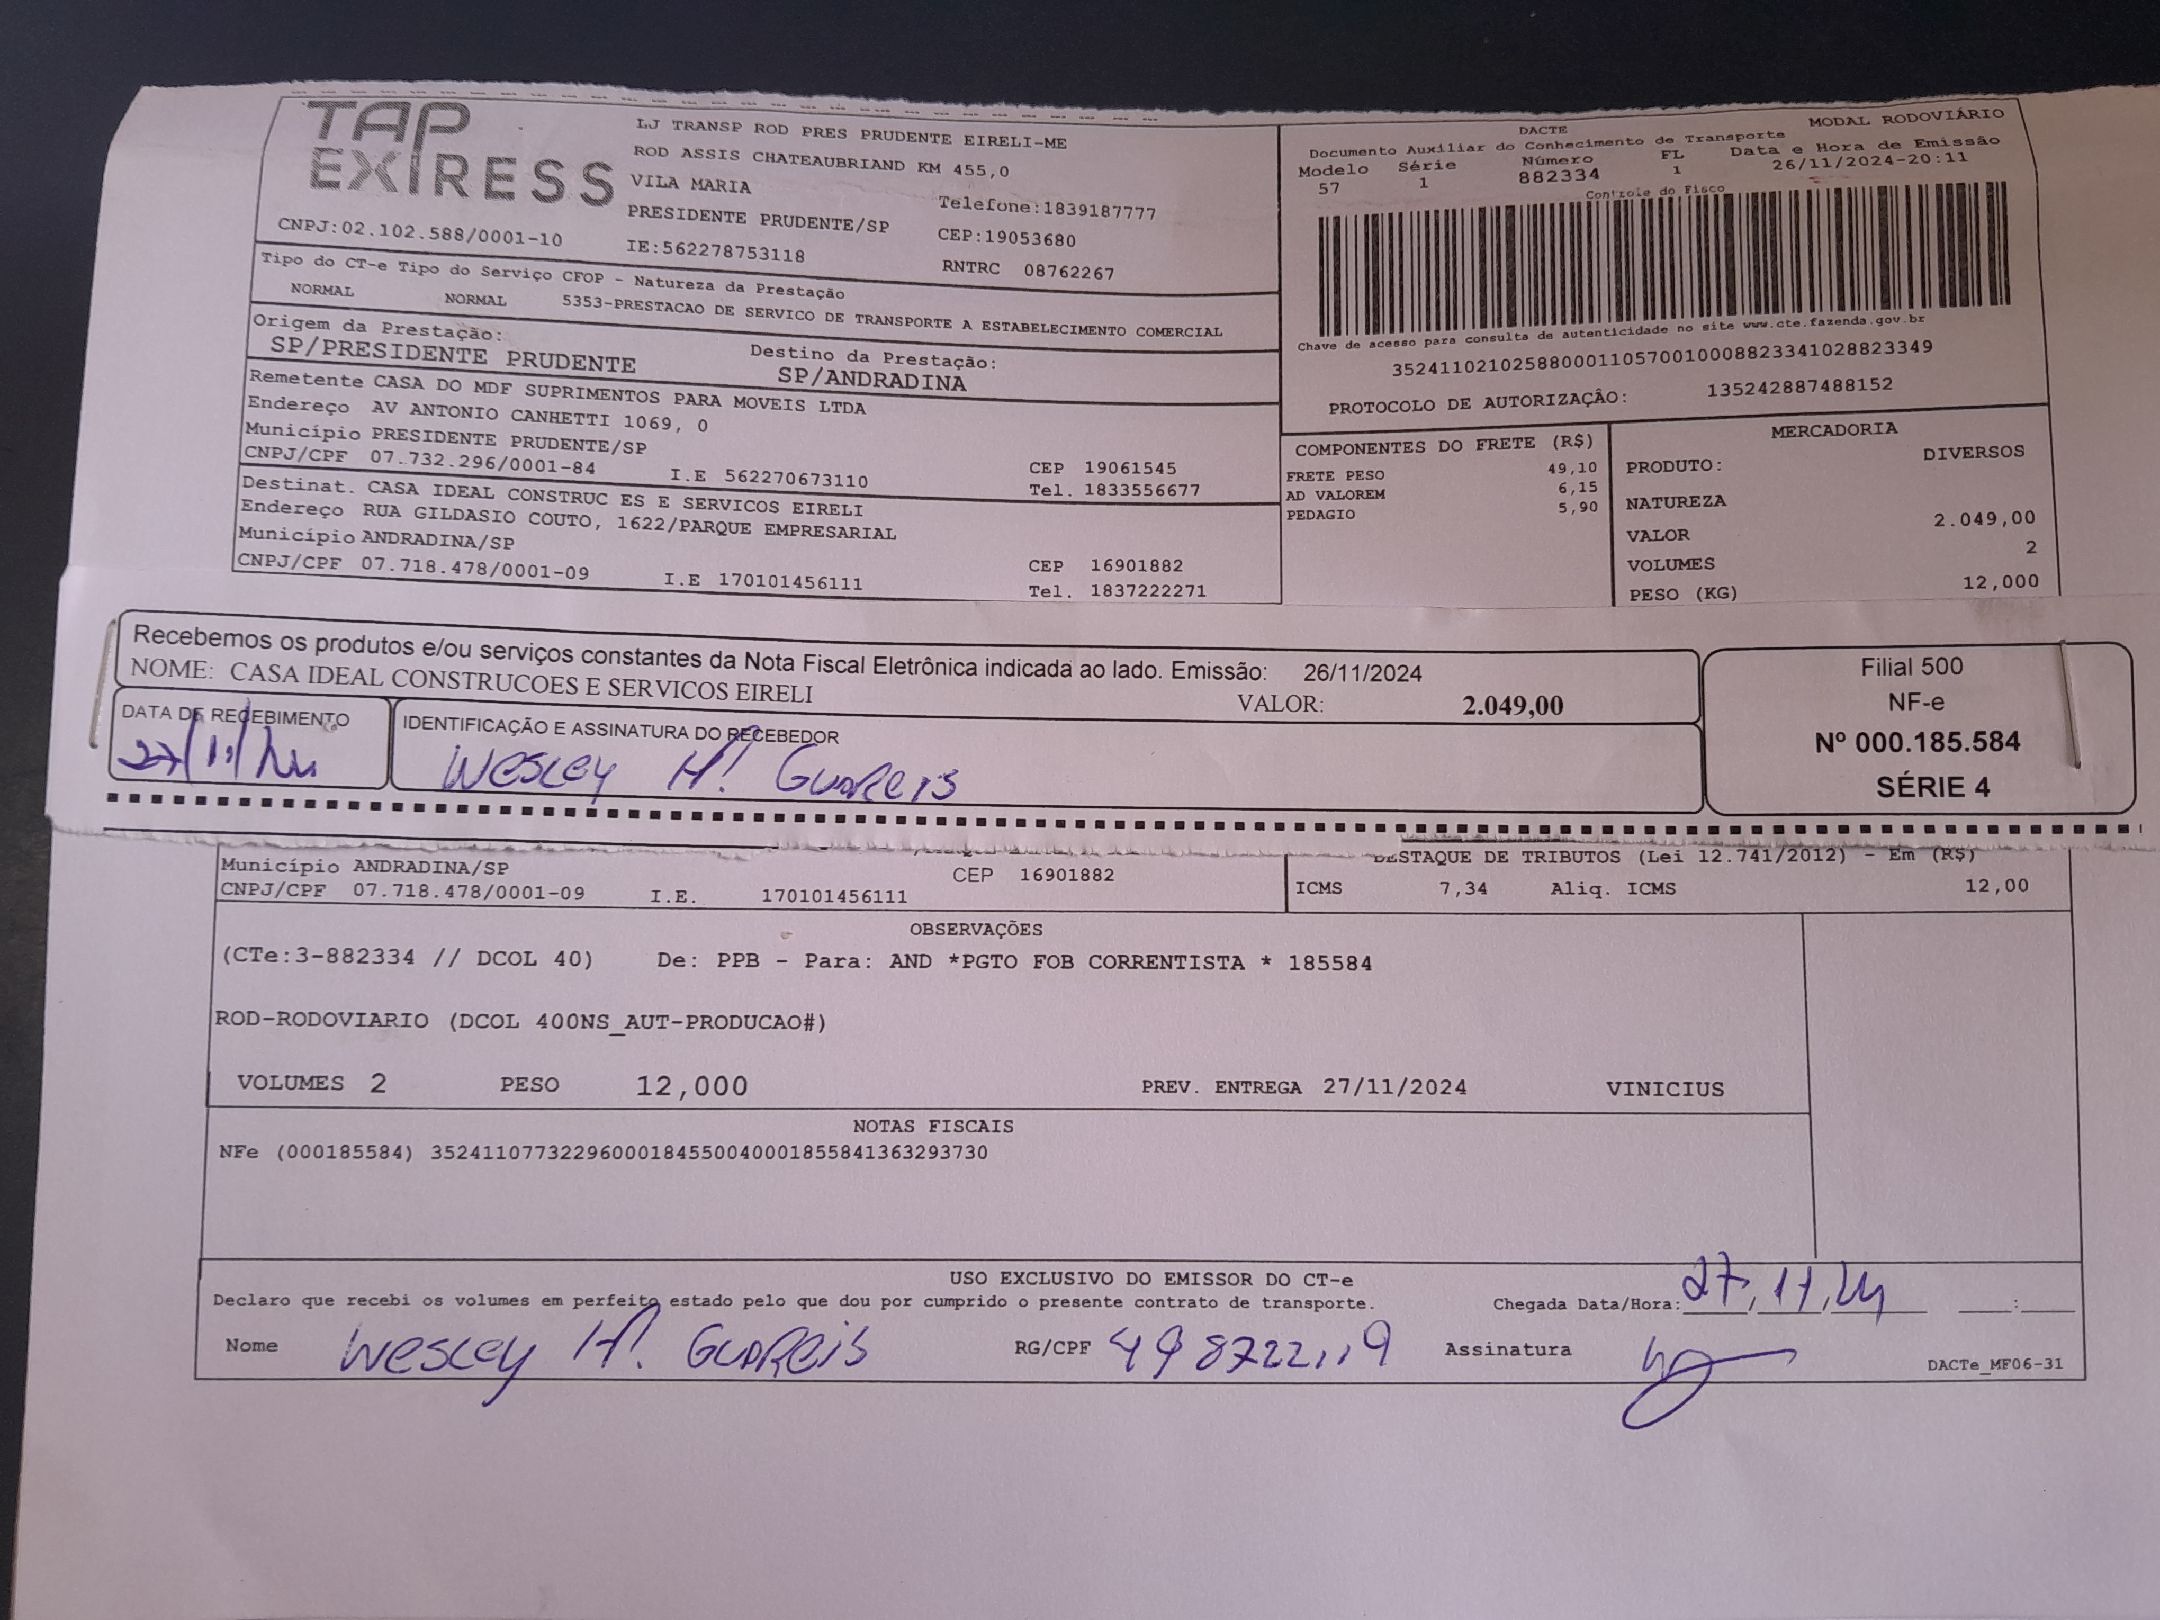 TAP
EXIRESS
LJ TRANSP ROD PRES PRUDENTE EIRELI-ME
ROD ASSIS CHATEAUBRIAND KM 455,0
VILA MARIA
Telefone:1839187777
PRESIDENTE PRUDENTE/SP
CEP:19053680
CNPJ:02.102.588/0001-10
IE:562278753118
RNTRC 08762267
DACTE
MODAL RODOVIÁRIO
Documento Auxiliar do Conhecimento de Transporte
Modelo Série Número FL Data e Hora de Emissão
57 1 882334 1 26/11/2024-20:11
Controle do Fisco
Chave de acesso para consulta de autenticidade no site www.cte.fazenda.gov.br
35241102102588000110570010008823341028823349
PROTOCOLO DE AUTORIZAÇÂO: 135242887488152
Tipo do CT-e Tipo do Serviço CFOP - Natureza da Prestação
NORMAL NORMAL 5353-PRESTACAO DE SERVICO DE TRANSPORTE A ESTABELECIMENTO COMERCIAL
Origem da Prestação: Destino da Prestação:
SP/PRESIDENTE PRUDENTE SP/ANDRADINA
Remetente CASA DO MDF SUPRIMENTOS PARA MOVEIS LTDA
Endereço AV ANTONIO CANHETTI 1069, 0
Município PRESIDENTE PRUDENTE/SP CEP 19061545
CNPJ/CPF 07.732.296/0001-84 I.E 562270673110 Tel. 1833556677
Destinat. CASA IDEAL CONSTRUC ES E SERVICOS EIRELI
Endereço RUA GILDASIO COUTO, 1622/PARQUE EMPRESARIAL
Município ANDRADINA/SP CEP 16901882
CNPJ/CPF 07.718.478/0001-09 I.E 170101456111 Tel. 1837222271
COMPONENTES DO FRETE (R$)
FRETE PESO 49,10
AD VALOREM 6,15
PEDAGIO 5,90
MERCADORIA
PRODUTO: DIVERSOS
NATUREZA
VALOR 2.049,00
VOLUMES 2
PESO (KG) 12,000
Recebemos os produtos e/ou serviços constantes da Nota Fiscal Eletrônica indicada ao lado. Emissão: 26/11/2024
NOME: CASA IDEAL CONSTRUCOES E SERVICOS EIRELI VALOR: 2.049,00
DATA DE RECEBIMENTO
27/11/24
IDENTIFICAÇÃO E ASSINATURA DO RECEBEDOR
Wesley H! Guareis
Filial 500
NF-e
Nº 000.185.584
SÉRIE 4
Município ANDRADINA/SP CEP 16901882
CNPJ/CPF 07.718.478/0001-09 I.E. 170101456111
DESTAQUE DE TRIBUTOS (Lei 12.741/2012) - Em (R$)
ICMS 7,34 Aliq. ICMS 12,00
OBSERVAÇÕES
(CTe:3-882334 // DCOL 40) De: PPB - Para: AND *PGTO FOB CORRENTISTA * 185584
ROD-RODOVIARIO (DCOL 400NS_AUT-PRODUCAO#)
VOLUMES 2 PESO 12,000 PREV. ENTREGA 27/11/2024 VINICIUS
NOTAS FISCAIS
NFe (000185584) 35241107732296000184550040001855841363293730
USO EXCLUSIVO DO EMISSOR DO CT-e
Declaro que recebi os volumes em perfeito estado pelo que dou por cumprido o presente contrato de transporte. Chegada Data/Hora: 27/11/24 :
Nome Wesley H! Guareis RG/CPF 498722119 Assinatura
DACTe_MF06-31